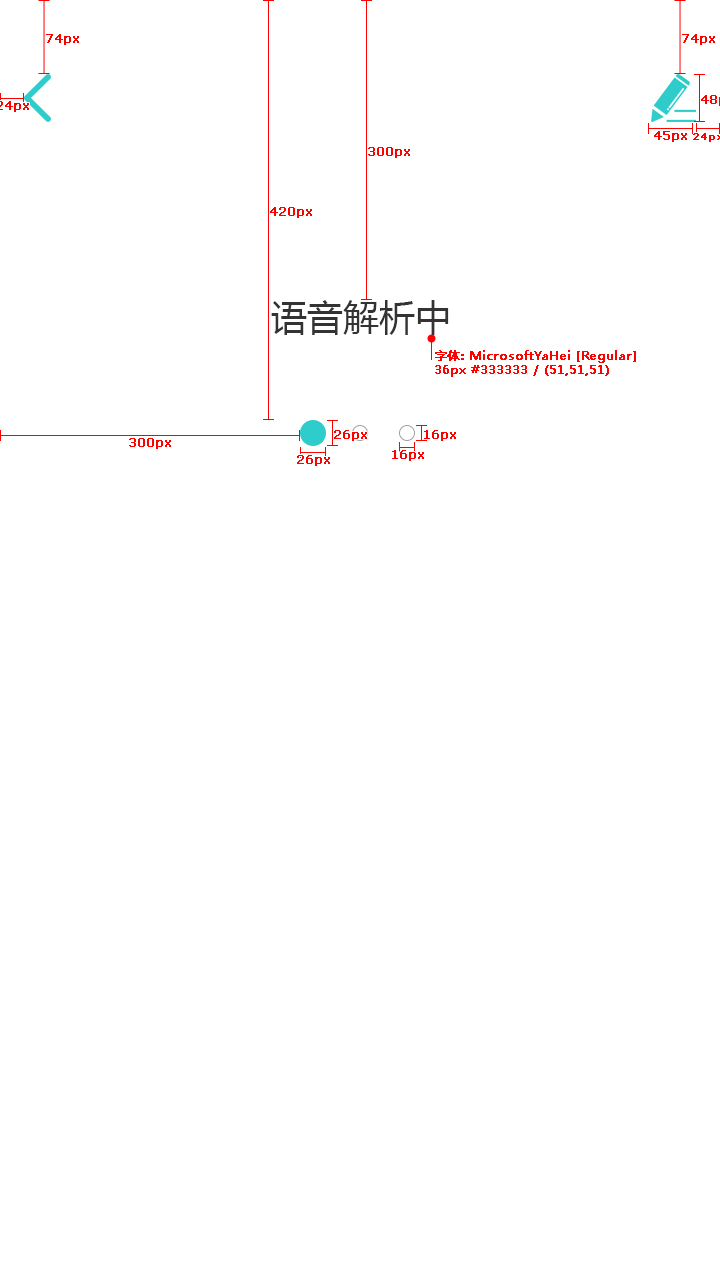 74px
74px
24px
48p
45px
24px
300px
420px
语音解析中
字体: MicrosoftYaHei [Regular]
36px #333333 / (51,51,51)
26px
16px
300px
26px
16px